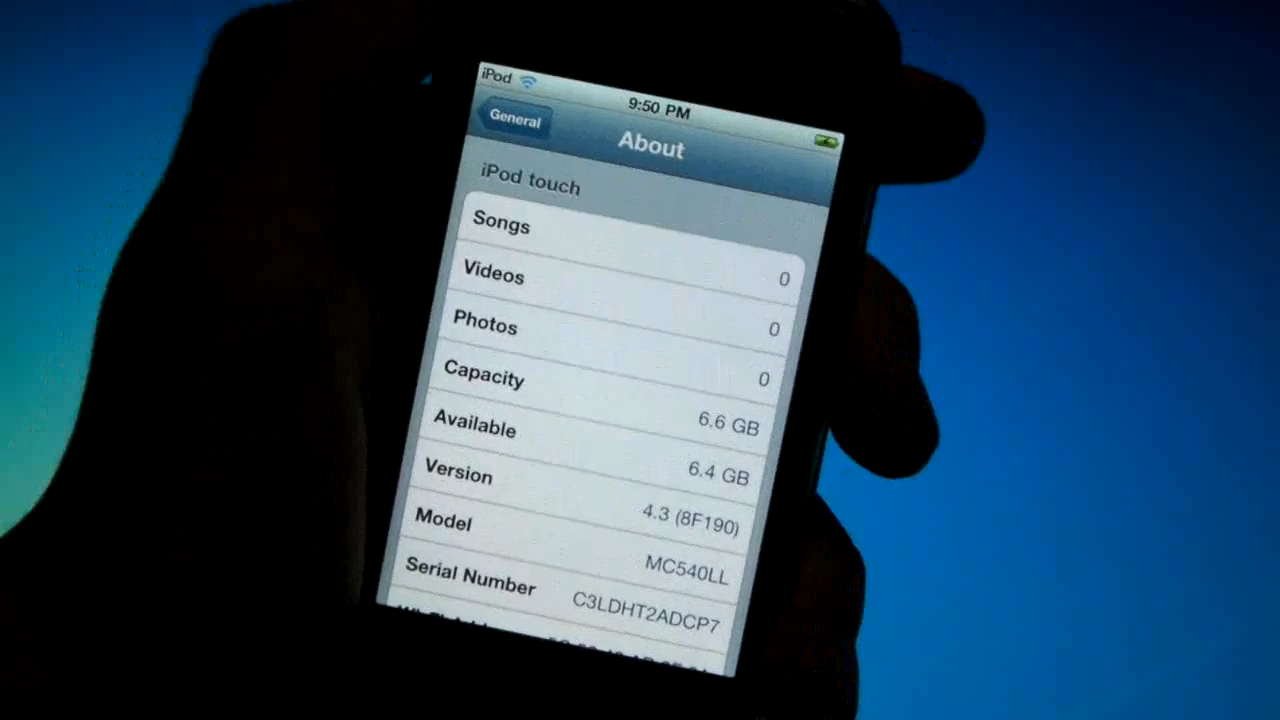 iPod
9:50 PM
General
About
iPod touch
Songs 0
Videos 0
Photos 0
Capacity 6.6 GB
Available 6.4 GB
Version 4.3 (8F190)
Model MC540LL
Serial Number C3LDHT2ADCP7